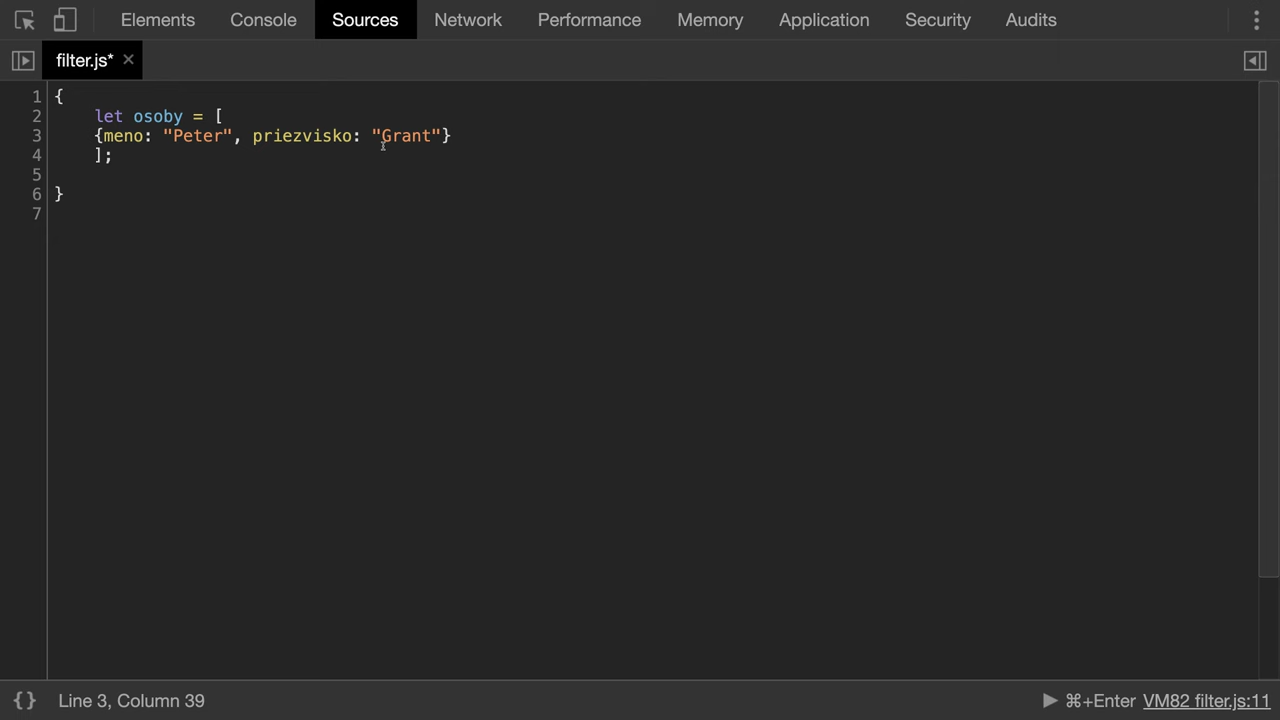 Elements Console Sources Network Performance Memory Application Security Audits
filter.js* ×
1 {
2 let osoby = [
3 {meno: "Peter", priezvisko: "Grant"}
4 ];
5
6 }
7
{} Line 3, Column 39 ⌘+Enter VM82 filter.js:11